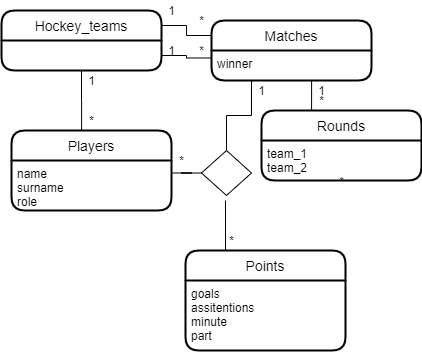 Hockey_teams
1
*
1
*
Matches
winner
1
*
1
1
*
Rounds
team_1
team_2
*
Players
name
surname
role
*
*
Points
goals
assitentions
minute
part